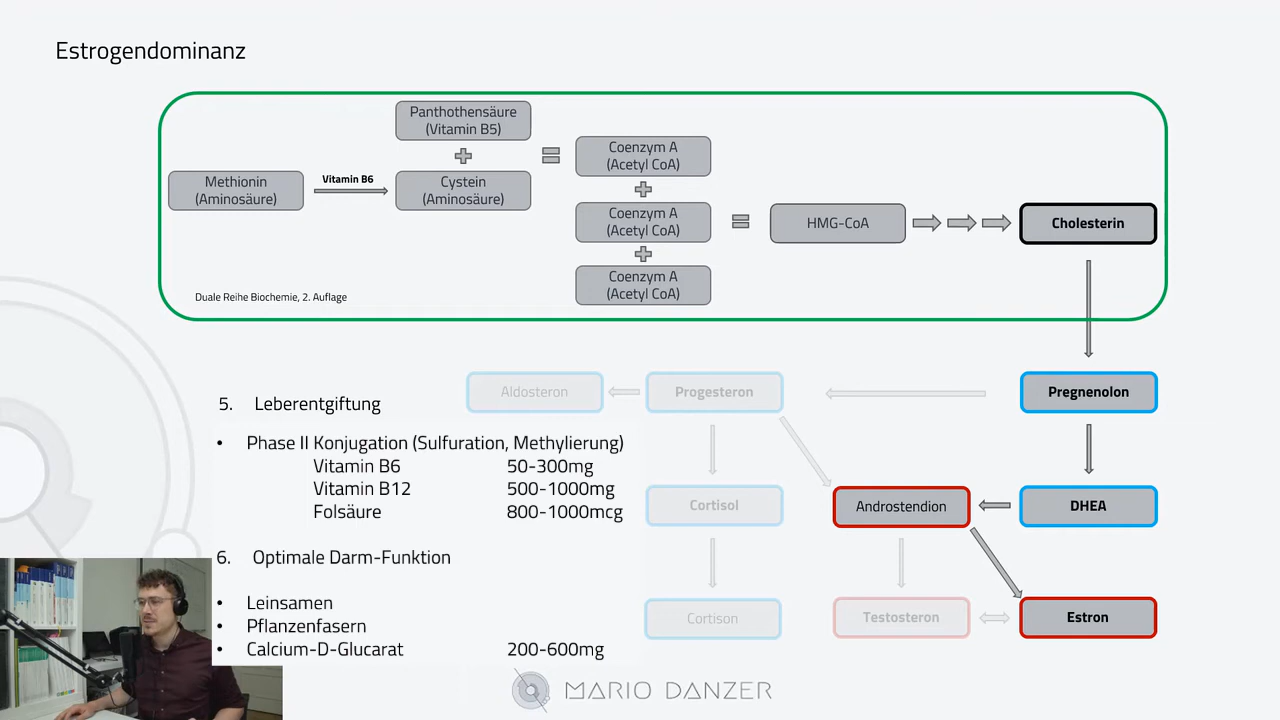 Estrogendominanz
Panthothensäure
(Vitamin B5)
Methionin
(Aminosäure)
Vitamin B6
Cystein
(Aminosäure)
Coenzym A
(Acetyl CoA)
Coenzym A
(Acetyl CoA)
Coenzym A
(Acetyl CoA)
HMG-CoA
Cholesterin
Duale Reihe Biochemie, 2. Auflage
Aldosteron
Progesteron
Pregnenolon
Cortisol
Androstendion
DHEA
Cortison
Testosteron
Estron
5. Leberentgiftung
• Phase II Konjugation (Sulfuration, Methylierung)
Vitamin B6 50-300mg
Vitamin B12 500-1000mg
Folsäure 800-1000mcg
6. Optimale Darm-Funktion
• Leinsamen
• Pflanzenfasern
• Calcium-D-Glucarat 200-600mg
MARIO DANZER